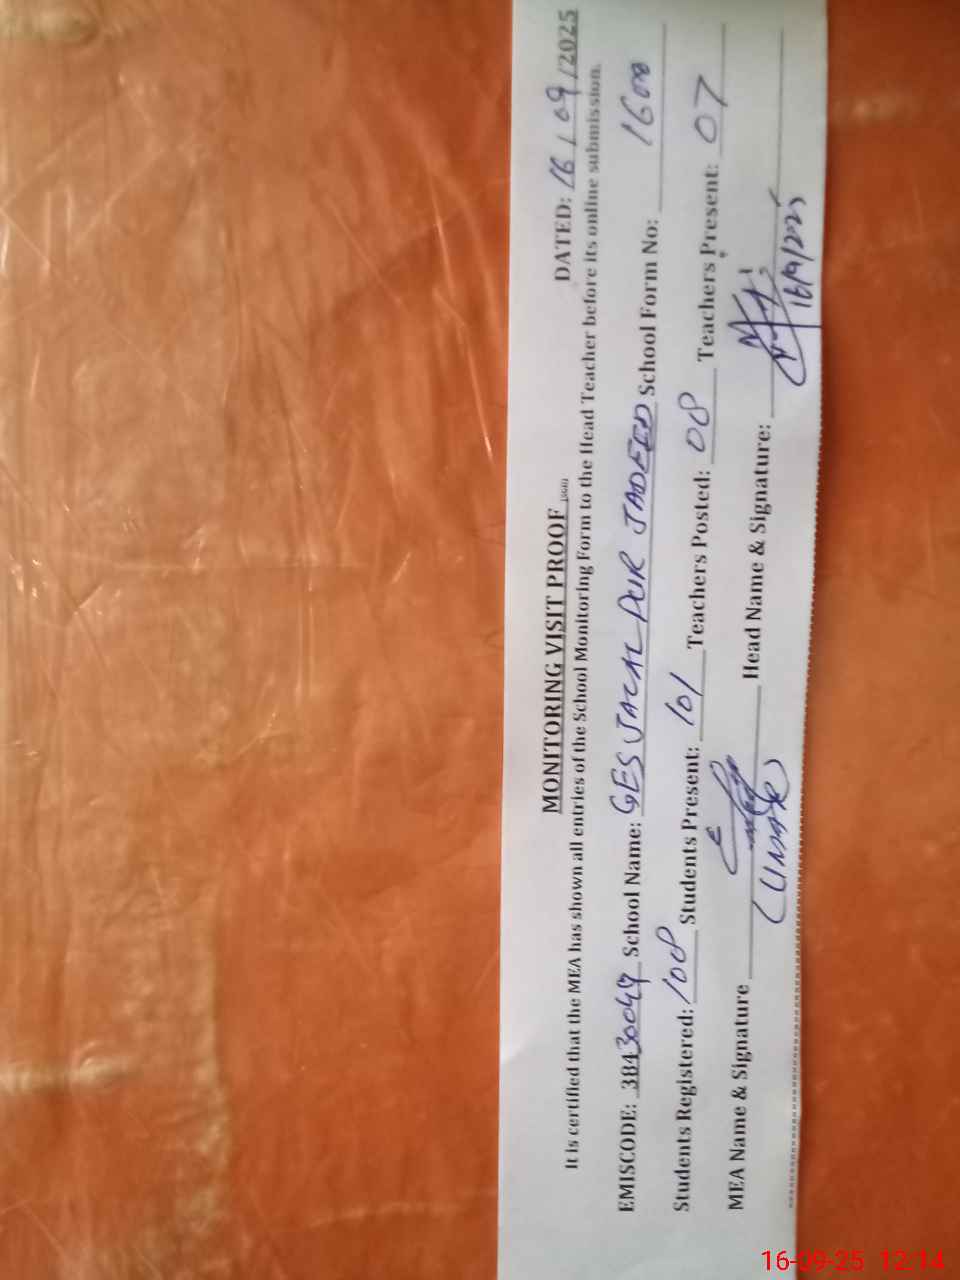 MONITORING VISIT PROOF
DATED: 16/09/2025
It is certified that the MEA has shown all entries of the School Monitoring Form to the Head Teacher before its online submission.
EMISCODE: 38430049 School Name: GES JALAL PUR JADEED School Form No: 1600
Students Registered: 108 Students Present: 101 Teachers Posted: 08 Teachers Present: 07
MEA Name & Signature (UMAR) Head Name & Signature:
16/9/2025
16-09-25 12:14